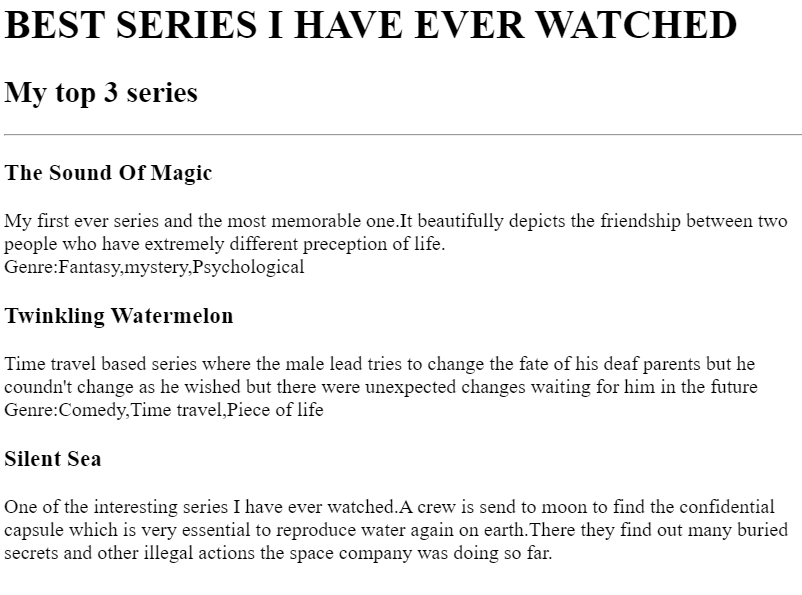 BEST SERIES I HAVE EVER WATCHED
My top 3 series
The Sound Of Magic
My first ever series and the most memorable one.It beautifully depicts the friendship between two
people who have extremely different preception of life.
Genre:Fantasy,mystery,Psychological
Twinkling Watermelon
Time travel based series where the male lead tries to change the fate of his deaf parents but he
coundn't change as he wished but there were unexpected changes waiting for him in the future
Genre:Comedy,Time travel,Piece of life
Silent Sea
One of the interesting series I have ever watched.A crew is send to moon to find the confidential
capsule which is very essential to reproduce water again on earth.There they find out many buried
secrets and other illegal actions the space company was doing so far.